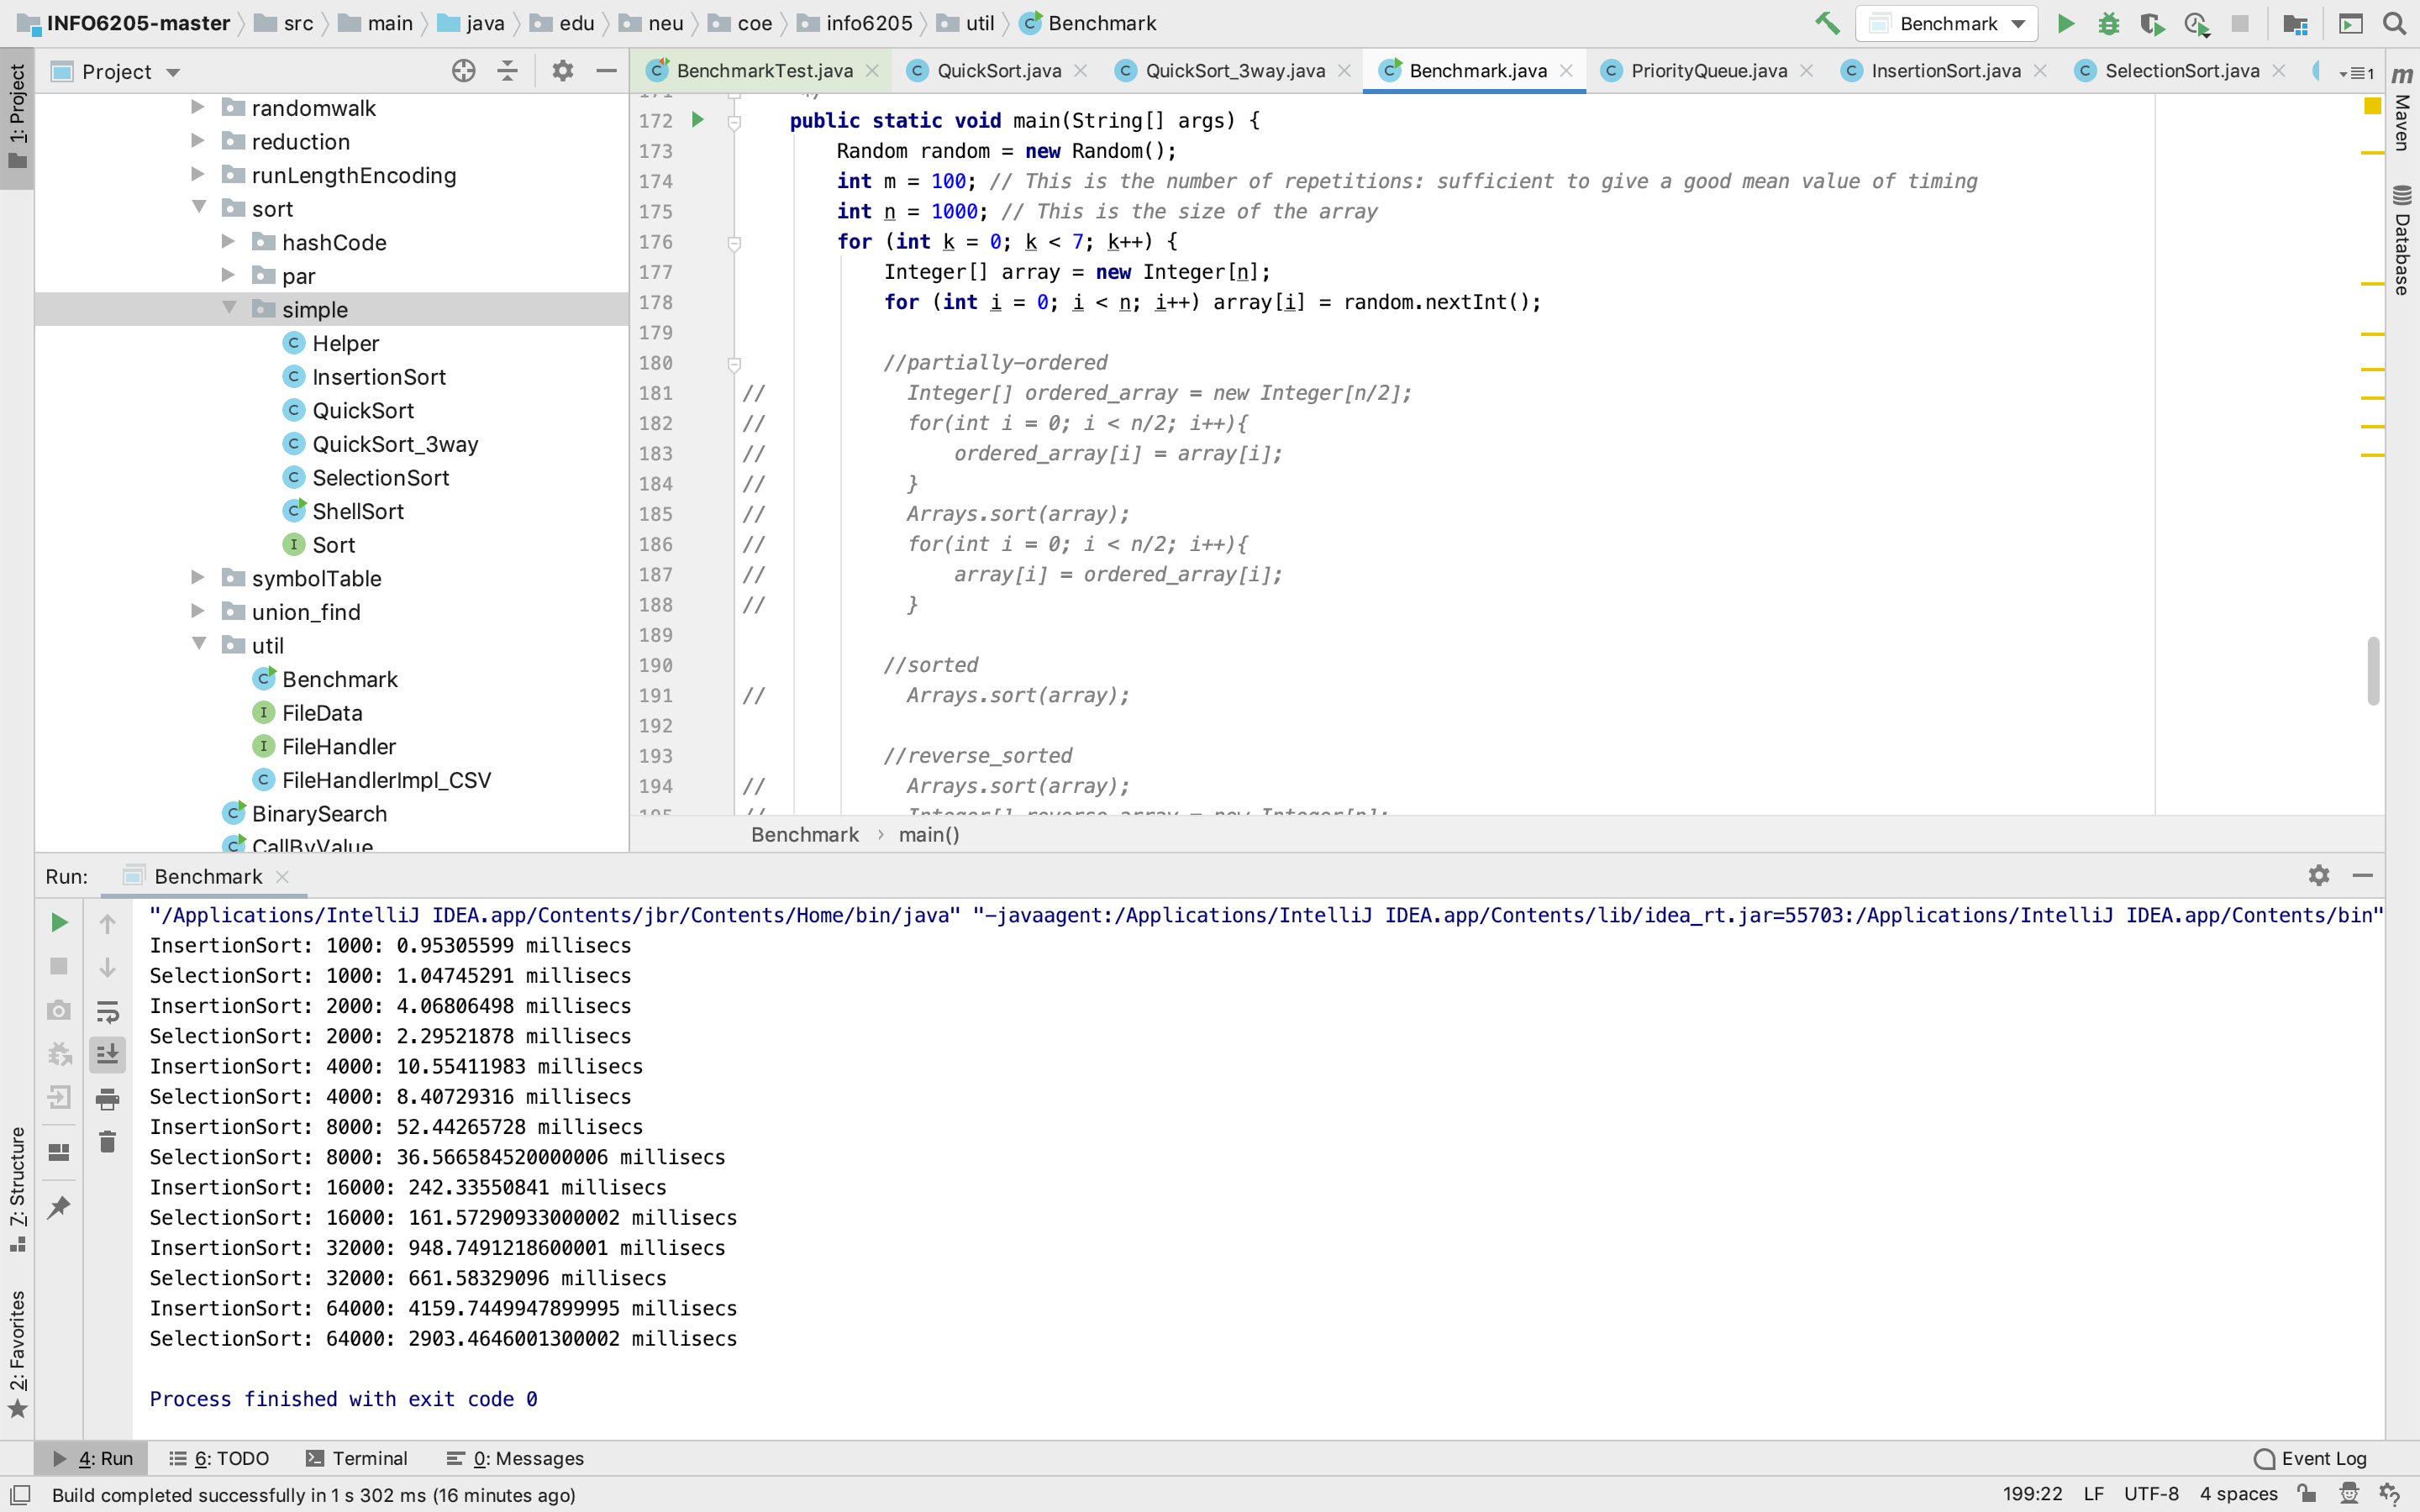 INFO6205-master src main java edu neu coe info6205 util Benchmark
Benchmark
1: Project
Project
BenchmarkTest.java QuickSort.java QuickSort_3way.java Benchmark.java PriorityQueue.java InsertionSort.java SelectionSort.java 1
m Maven
Database
randomwalk
reduction
runLengthEncoding
sort
hashCode
par
simple
Helper
InsertionSort
QuickSort
QuickSort_3way
SelectionSort
ShellSort
Sort
symbolTable
union_find
util
Benchmark
FileData
FileHandler
FileHandlerImpl_CSV
BinarySearch
CallByValue
171 */
172 public static void main(String[] args) {
173 Random random = new Random();
174 int m = 100; // This is the number of repetitions: sufficient to give a good mean value of timing
175 int n = 1000; // This is the size of the array
176 for (int k = 0; k < 7; k++) {
177 Integer[] array = new Integer[n];
178 for (int i = 0; i < n; i++) array[i] = random.nextInt();
179
180 //partially-ordered
181 // Integer[] ordered_array = new Integer[n/2];
182 // for(int i = 0; i < n/2; i++){
183 // ordered_array[i] = array[i];
184 // }
185 // Arrays.sort(array);
186 // for(int i = 0; i < n/2; i++){
187 // array[i] = ordered_array[i];
188 // }
189
190 //sorted
191 // Arrays.sort(array);
192
193 //reverse_sorted
194 // Arrays.sort(array);
195 // Integer[] reverse_array = new Integer[n];
Benchmark › main()
Run: Benchmark
"/Applications/IntelliJ IDEA.app/Contents/jbr/Contents/Home/bin/java" "-javaagent:/Applications/IntelliJ IDEA.app/Contents/lib/idea_rt.jar=55703:/Applications/IntelliJ IDEA.app/Contents/bin"
InsertionSort: 1000: 0.95305599 millisecs
SelectionSort: 1000: 1.04745291 millisecs
InsertionSort: 2000: 4.06806498 millisecs
SelectionSort: 2000: 2.29521878 millisecs
InsertionSort: 4000: 10.55411983 millisecs
SelectionSort: 4000: 8.40729316 millisecs
InsertionSort: 8000: 52.44265728 millisecs
SelectionSort: 8000: 36.566584520000006 millisecs
InsertionSort: 16000: 242.33550841 millisecs
SelectionSort: 16000: 161.57290933000002 millisecs
InsertionSort: 32000: 948.7491218600001 millisecs
SelectionSort: 32000: 661.58329096 millisecs
InsertionSort: 64000: 4159.7449947899995 millisecs
SelectionSort: 64000: 2903.4646001300002 millisecs
Process finished with exit code 0
7: Structure
2: Favorites
4: Run 6: TODO Terminal 0: Messages Event Log
Build completed successfully in 1 s 302 ms (16 minutes ago) 199:22 LF UTF-8 4 spaces